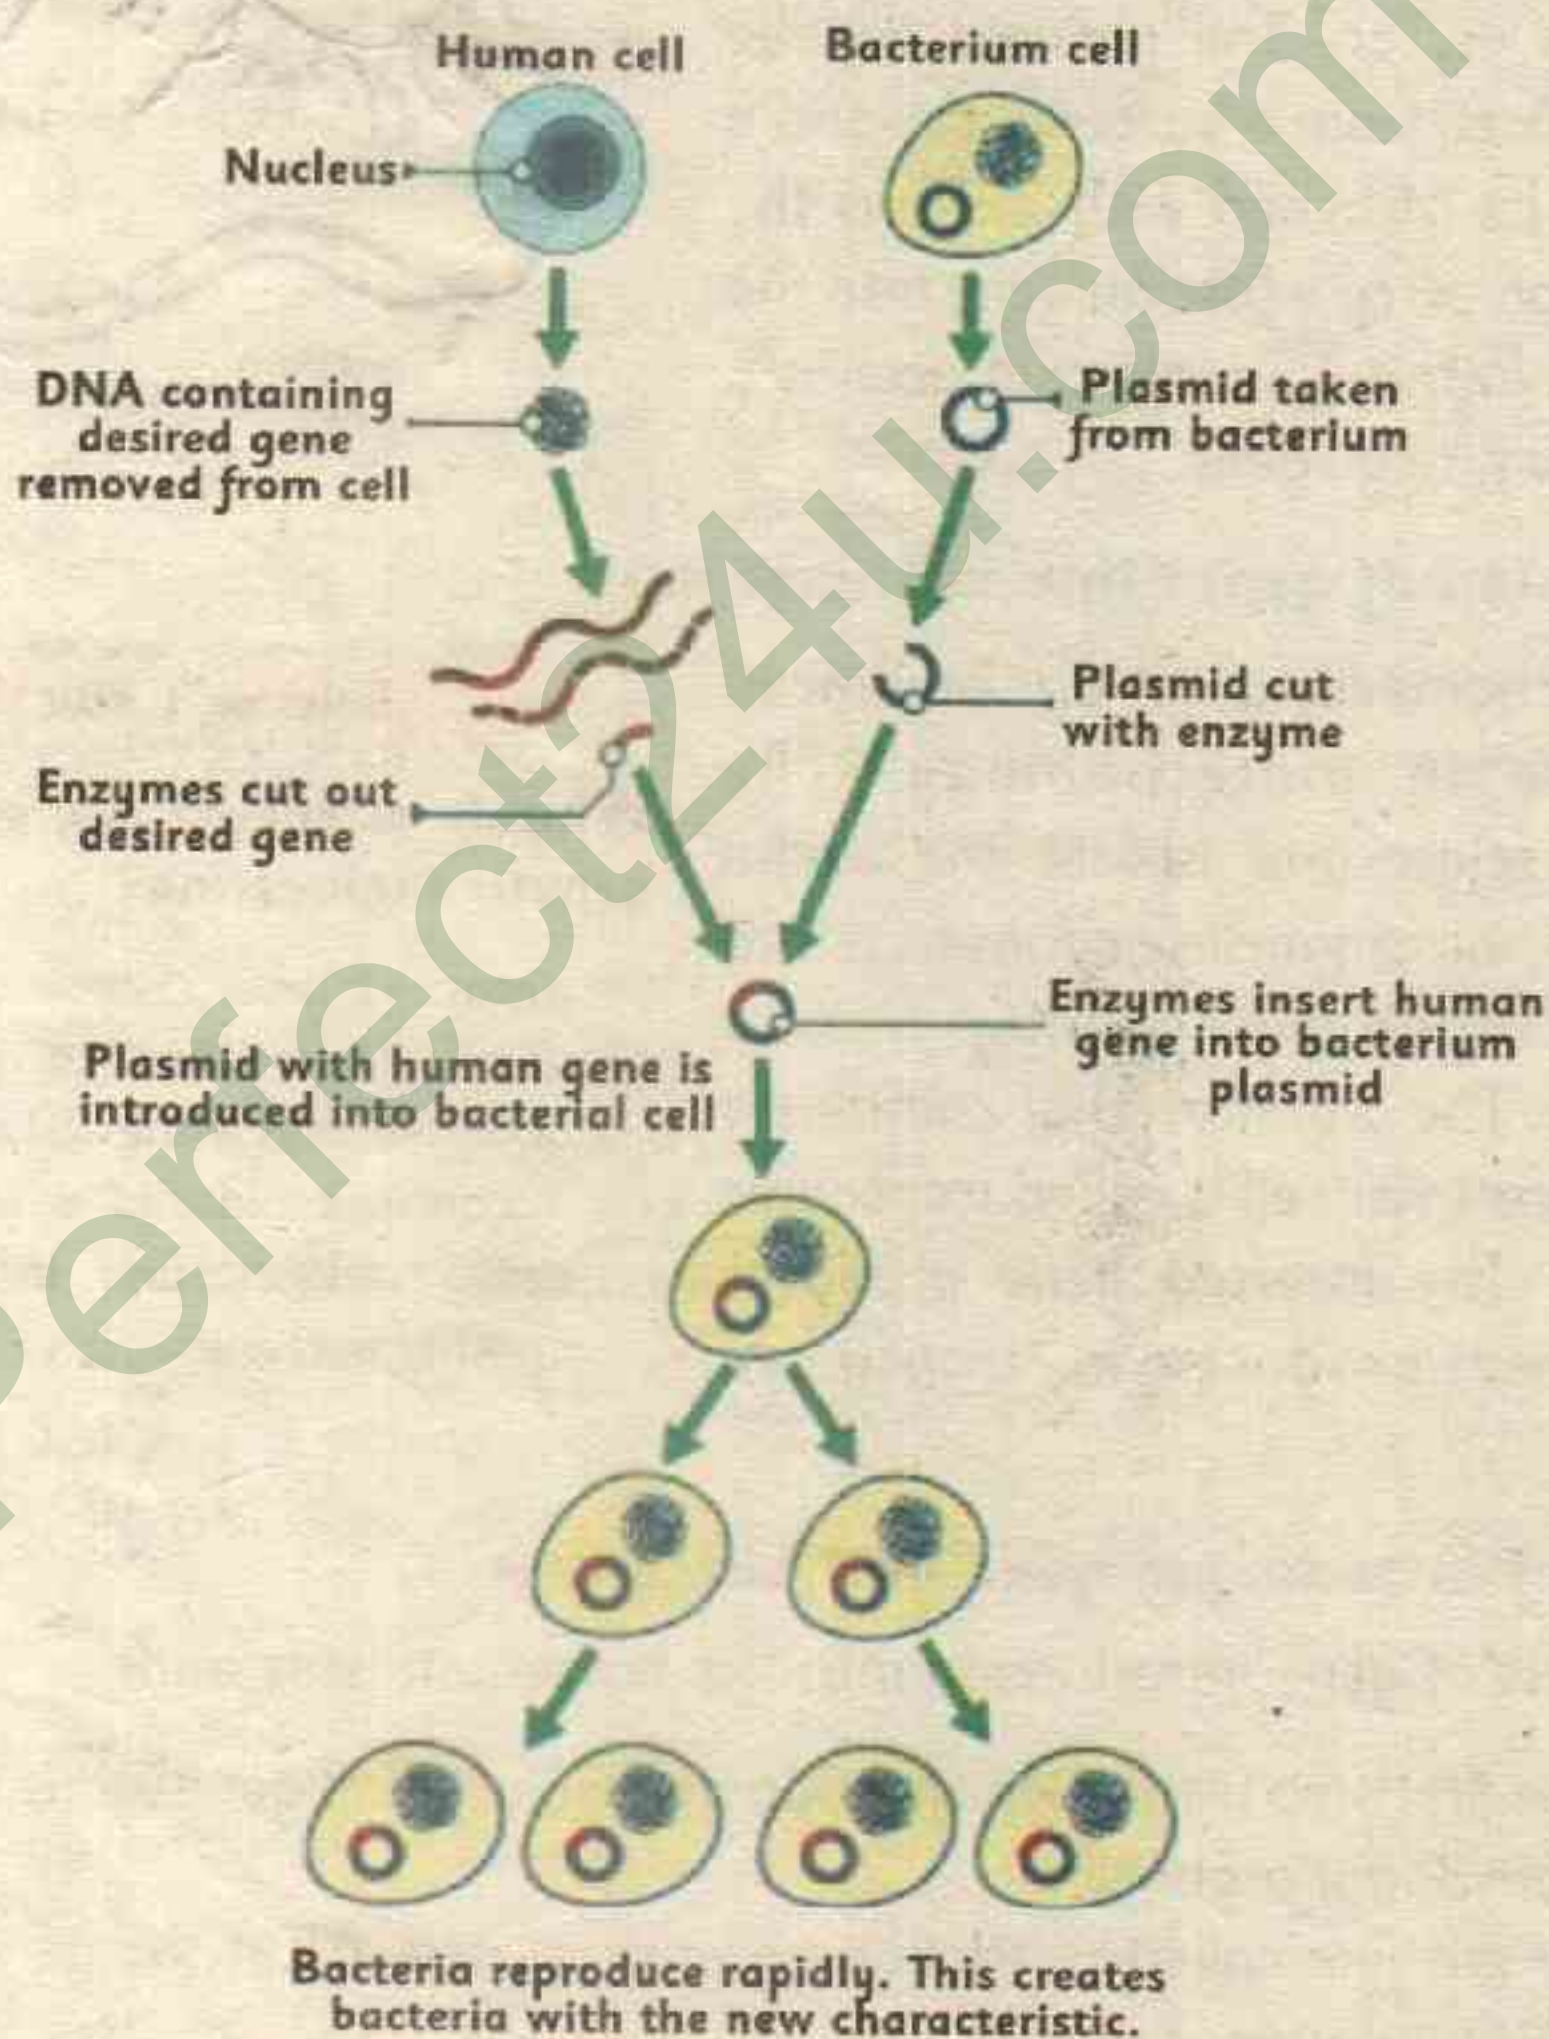 Human cell
Bacterium cell
Nucleus
DNA containing
desired gene
removed from cell
Plasmid taken
from bacterium
Plasmid cut
with enzyme
Enzymes cut out
desired gene
Enzymes insert human
gene into bacterium
plasmid
Plasmid with human gene is
introduced into bacterial cell
Bacteria reproduce rapidly. This creates
bacteria with the new characteristic.
Perfect24u.com